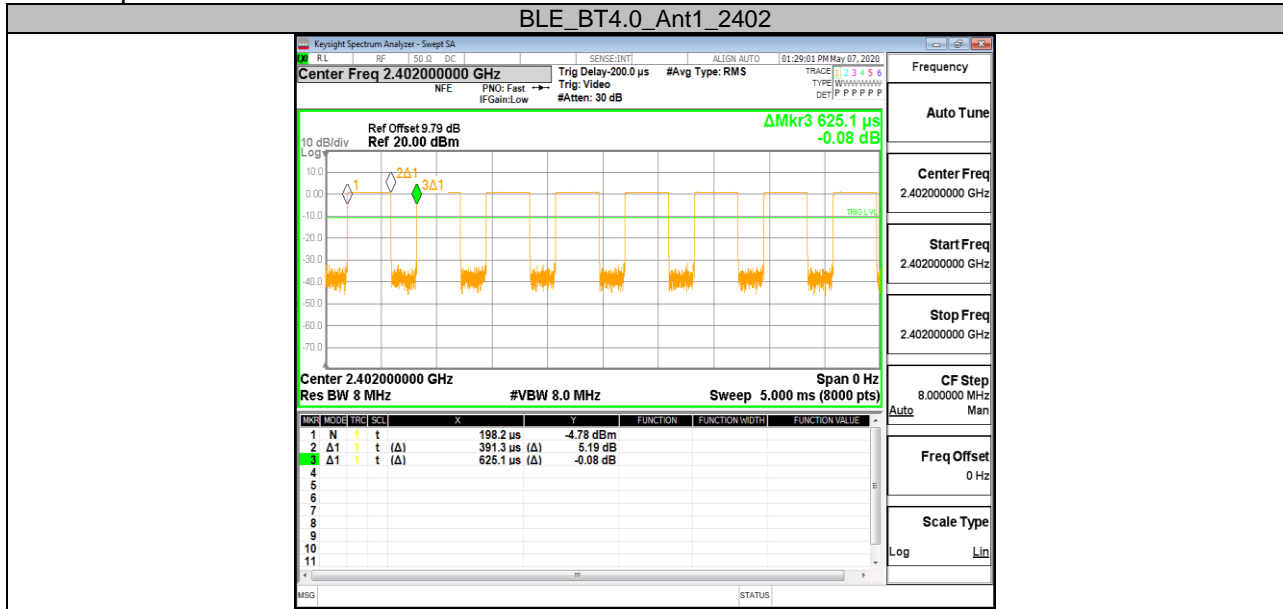 BLE_BT4.0_Ant1_2402
Keysight Spectrum Analyzer - Swept SA
RL RF 50 Ω DC SENSE:INT ALIGN AUTO 01:29:01 PM May 07, 2020
Center Freq 2.402000000 GHz
NFE
PNO: Fast
IFGain:Low
Trig Delay-200.0 µs
Trig: Video
#Atten: 30 dB
#Avg Type: RMS
TRACE 1 2 3 4 5 6
TYPE WWWWWW
DET P P P P P P
ΔMkr3 625.1 µs
-0.08 dB
Ref Offset 9.79 dB
10 dB/div Ref 20.00 dBm
Log
10.0
0.00
-10.0
-20.0
-30.0
-40.0
-50.0
-60.0
-70.0
1
2Δ1
3Δ1
TRIG LVL
Center 2.402000000 GHz Span 0 Hz
Res BW 8 MHz #VBW 8.0 MHz Sweep 5.000 ms (8000 pts)
MKR MODE TRC SCL X Y FUNCTION FUNCTION WIDTH FUNCTION VALUE
1 N 1 t 198.2 µs -4.78 dBm
2 Δ1 1 t (Δ) 391.3 µs (Δ) 5.19 dB
3 Δ1 1 t (Δ) 625.1 µs (Δ) -0.08 dB
4
5
6
7
8
9
10
11
MSG STATUS
Frequency
Auto Tune
Center Freq
2.402000000 GHz
Start Freq
2.402000000 GHz
Stop Freq
2.402000000 GHz
CF Step
8.000000 MHz
Auto Man
Freq Offset
0 Hz
Scale Type
Log Lin